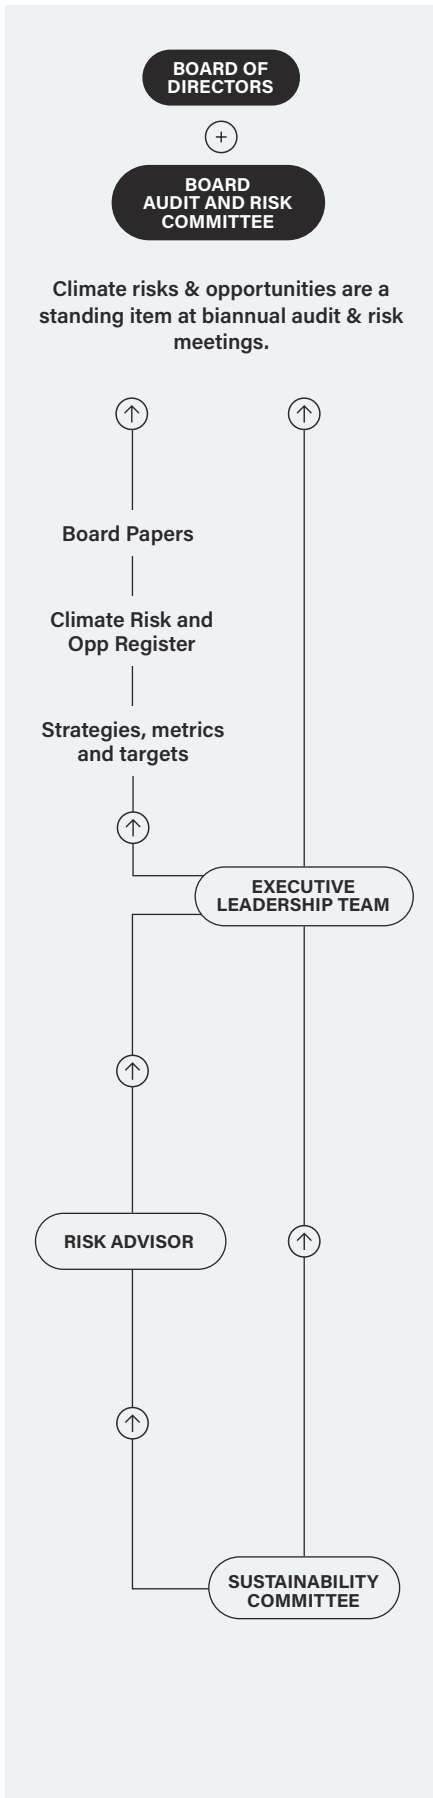 BOARD OF
DIRECTORS
+
BOARD
AUDIT AND RISK
COMMITTEE
Climate risks & opportunities are a
standing item at biannual audit & risk
meetings.
Board Papers
Climate Risk and
Opp Register
Strategies, metrics
and targets
EXECUTIVE
LEADERSHIP TEAM
RISK ADVISOR
SUSTAINABILITY
COMMITTEE